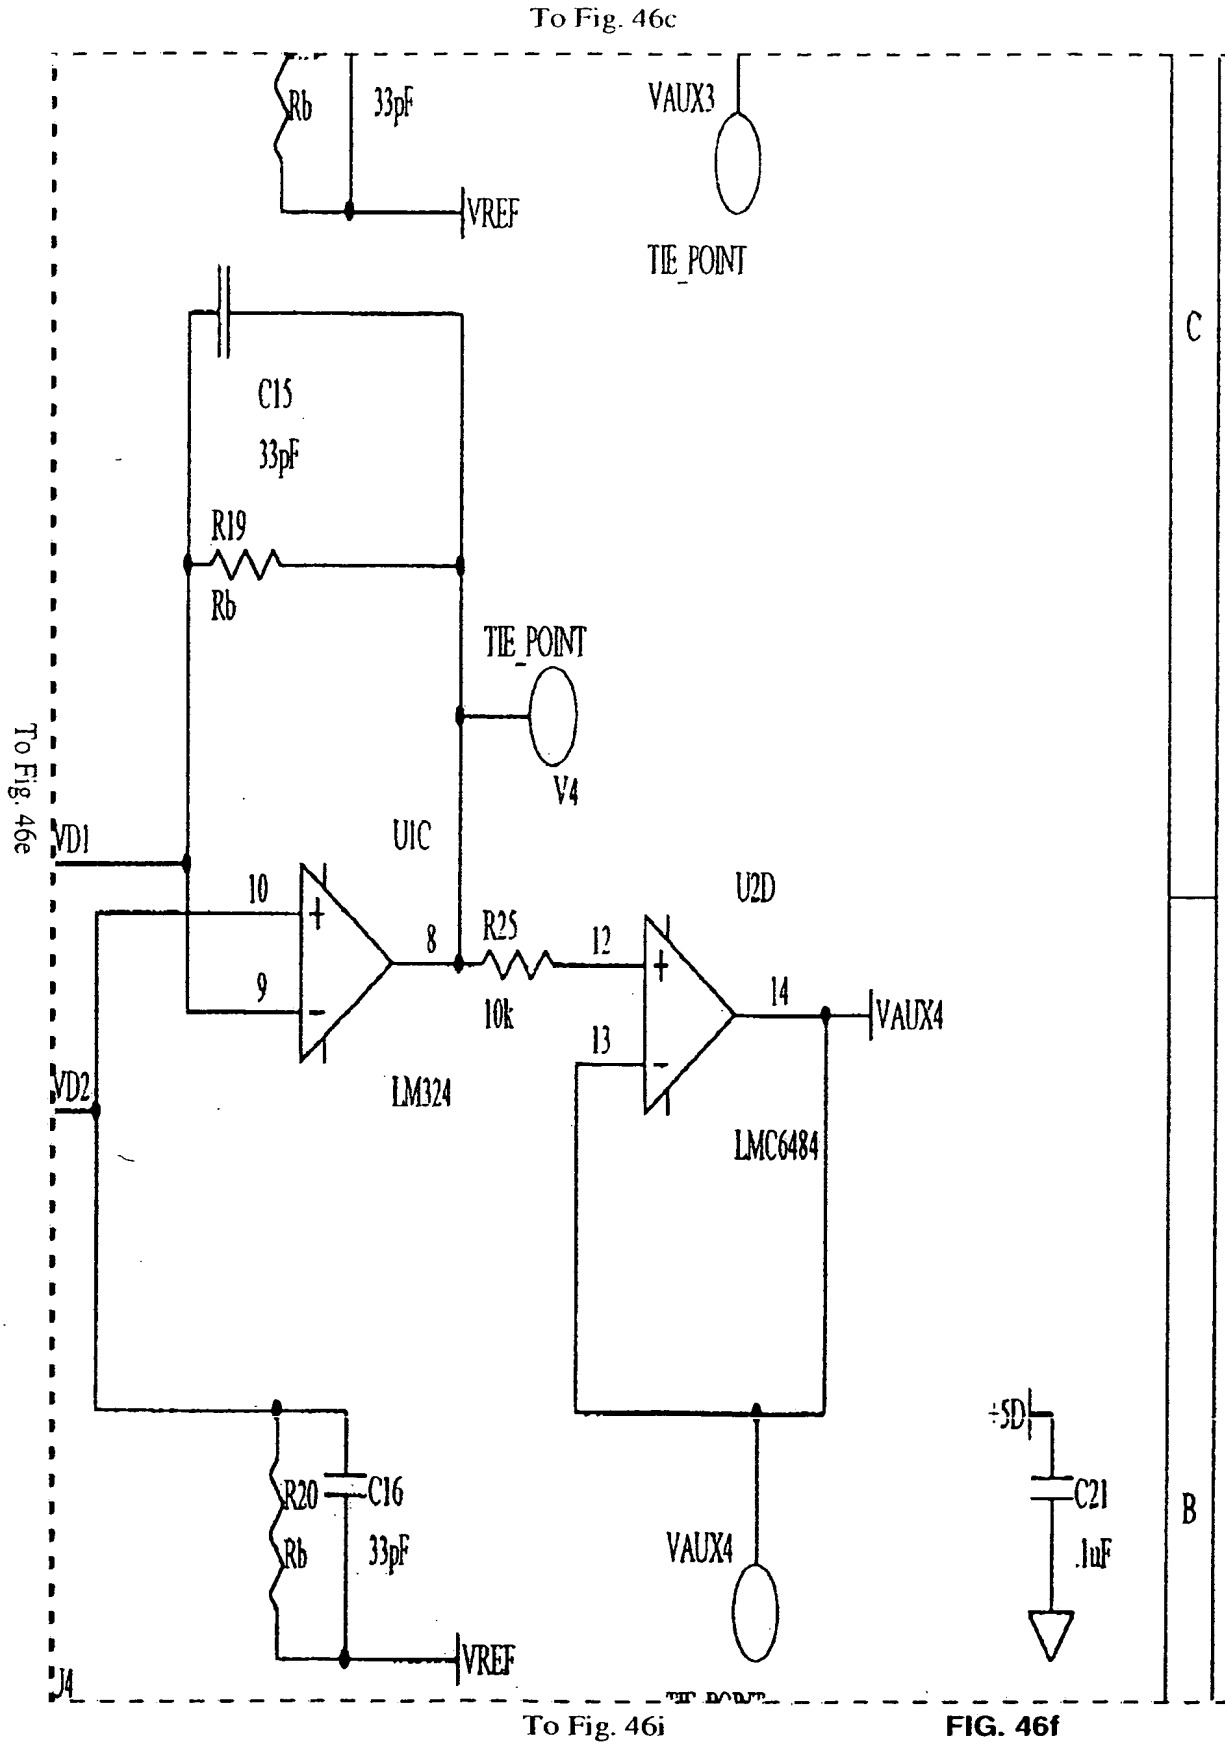 To Fig. 46c
Rb
33pF
VAUX3
VREF
TIE_POINT
C
C15
33pF
R19
Rb
TIE_POINT
V4
To Fig. 46e
VD1
U1C
10
+
8
9
-
R25
10k
U2D
12
+
14
VAUX4
13
-
VD2
LM324
LMC6484
+5D
R20
C16
C21
B
Rb
33pF
VAUX4
.1uF
VREF
J4
TIE_POINT
To Fig. 46i
FIG. 46f